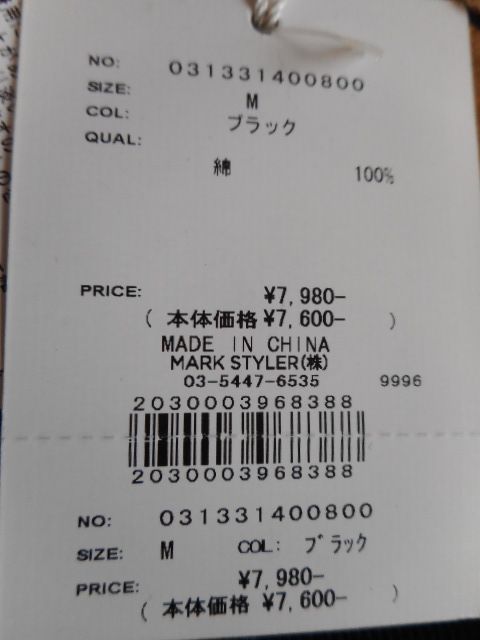 NO: 031331400800
SIZE: M
COL: ブラック
QUAL:
綿 100%
PRICE: ¥7,980-
(本体価格 ¥7,600- )
MADE IN CHINA
MARK STYLER(株)
03-5447-6535 9996
2030003968388
2030003968388
NO: 031331400800
SIZE: M COL: ブラック
PRICE: ¥7,980-
(本体価格 ¥7,600- )